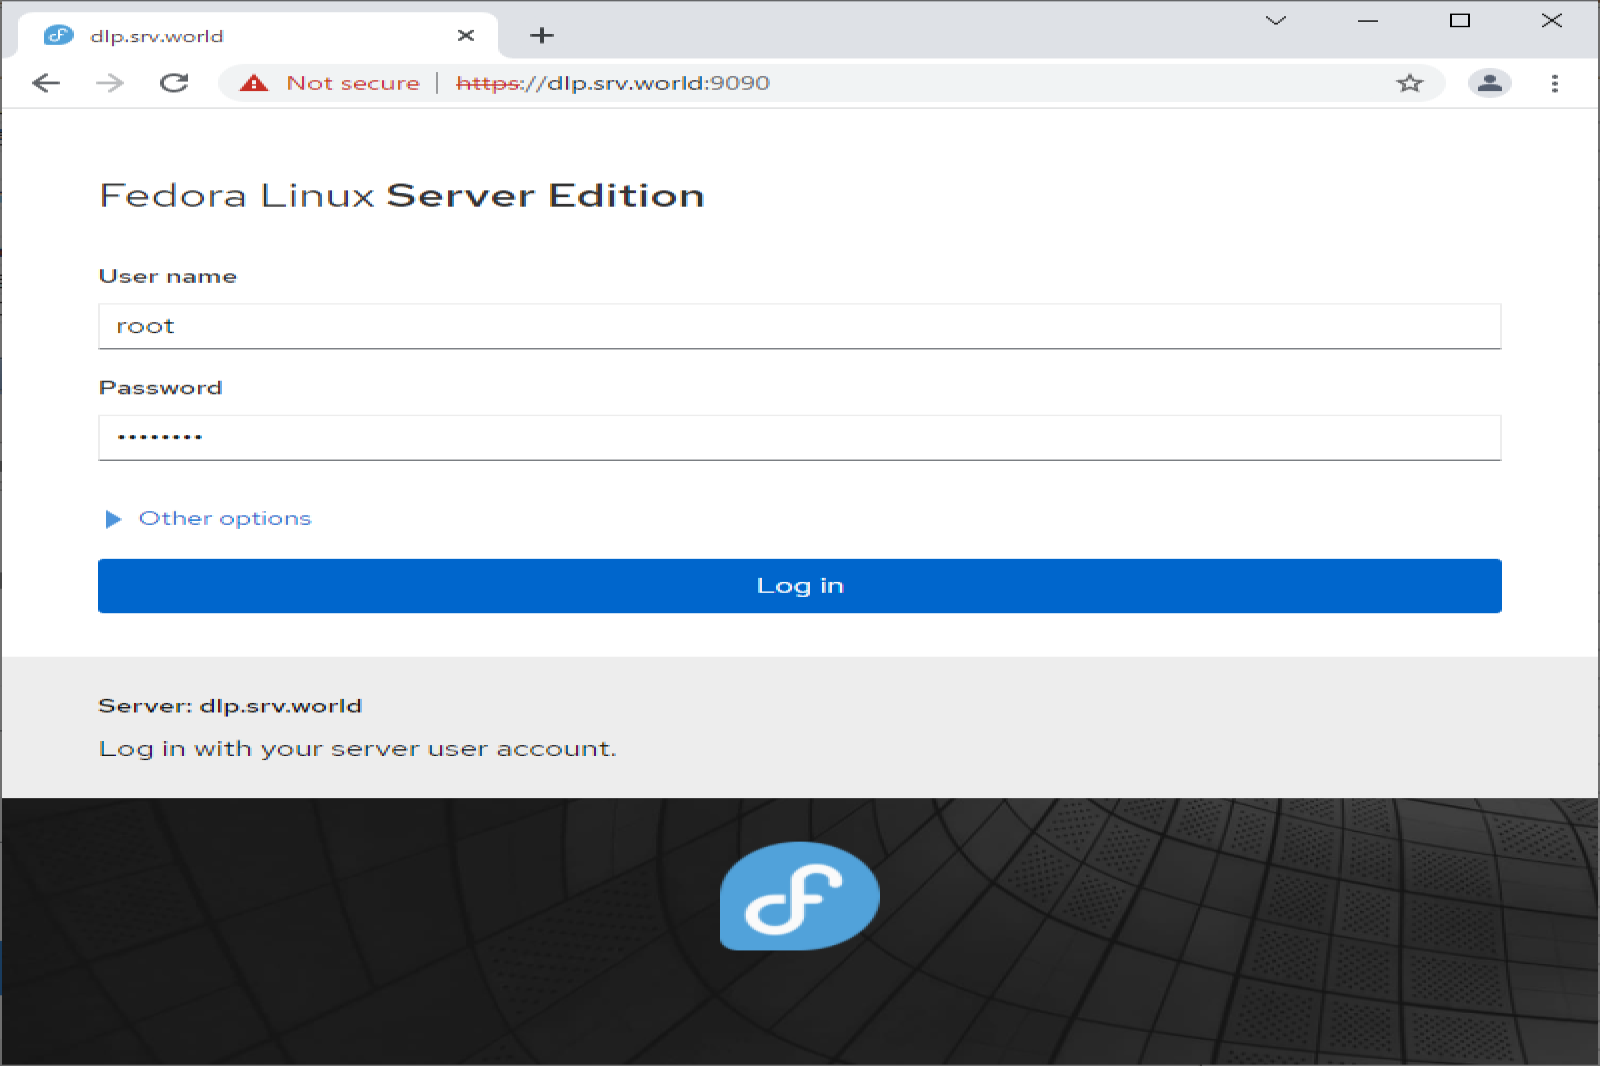 dlp.srv.world
Not secure | https://dlp.srv.world:9090
Fedora Linux Server Edition
User name
root
Password
••••••••
Other options
Log in
Server: dlp.srv.world
Log in with your server user account.